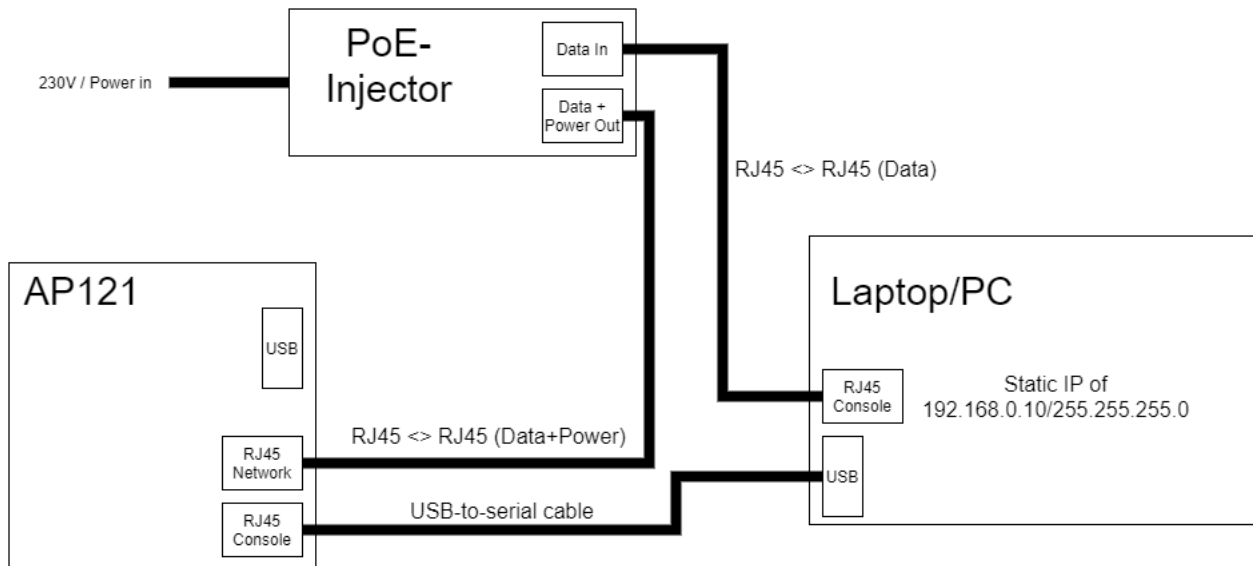 PoE-
Injector
Data In
230V / Power in
Data +
Power Out
RJ45 <> RJ45 (Data)
AP121
USB
Laptop/PC
RJ45
Console
Static IP of
192.168.0.10/255.255.255.0
RJ45 <> RJ45 (Data+Power)
RJ45
Network
USB
USB-to-serial cable
RJ45
Console